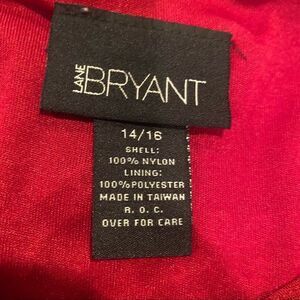 LANE BRYANT
14/16
SHELL:
100% NYLON
LINING:
100% POLYESTER
MADE IN TAIWAN
R. O. C.
OVER FOR CARE